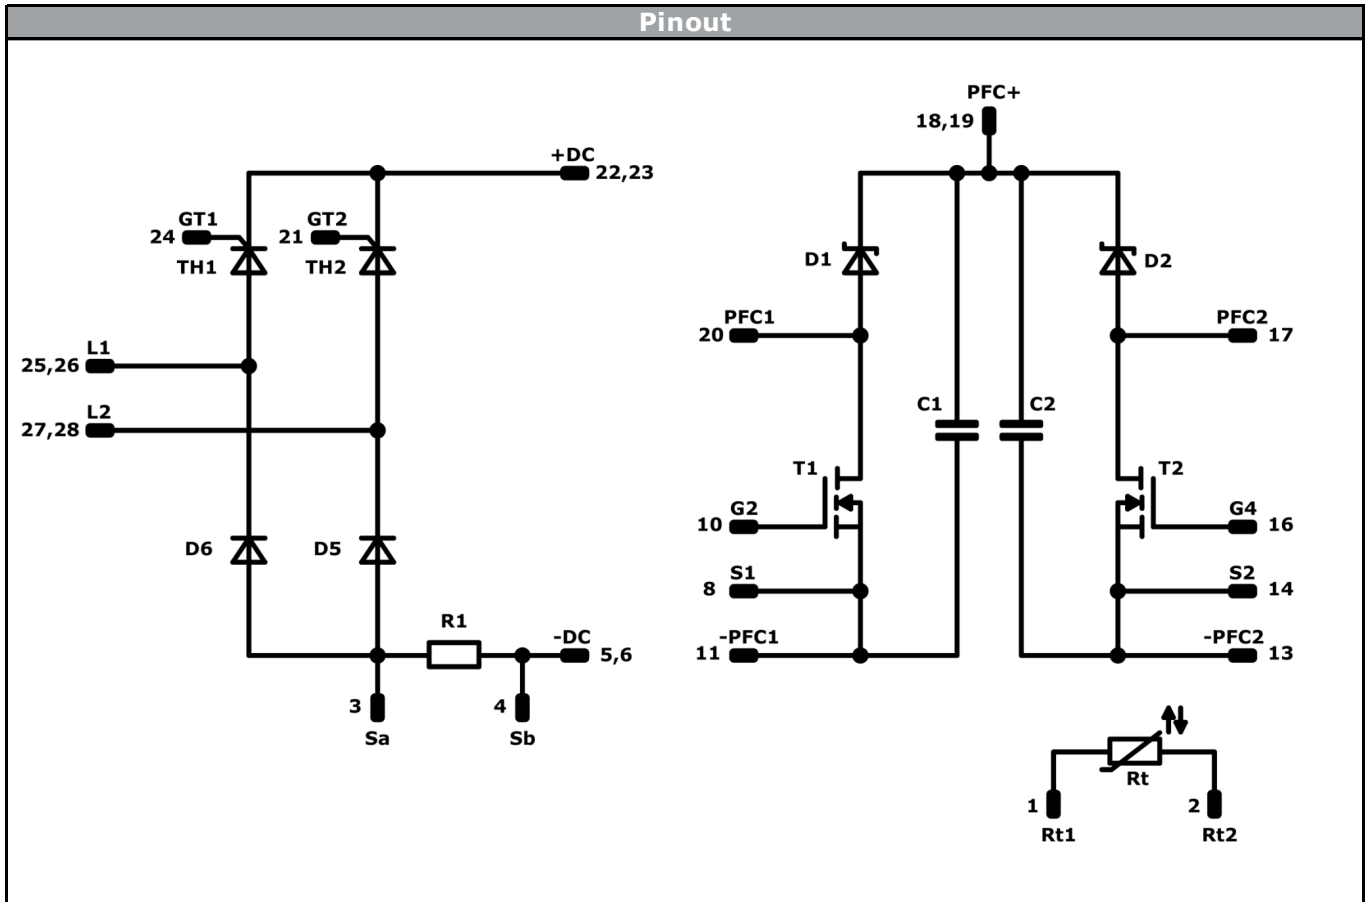 Pinout
PFC+
18,19
+DC
22,23
GT1
24
GT2
21
TH1
TH2
D1
D2
PFC1
20
PFC2
17
L1
25,26
L2
27,28
C1
C2
T1
T2
G2
10
G4
16
D6
D5
S1
8
S2
14
R1
-DC
5,6
-PFC1
11
-PFC2
13
3
Sa
4
Sb
Rt
1
Rt1
2
Rt2